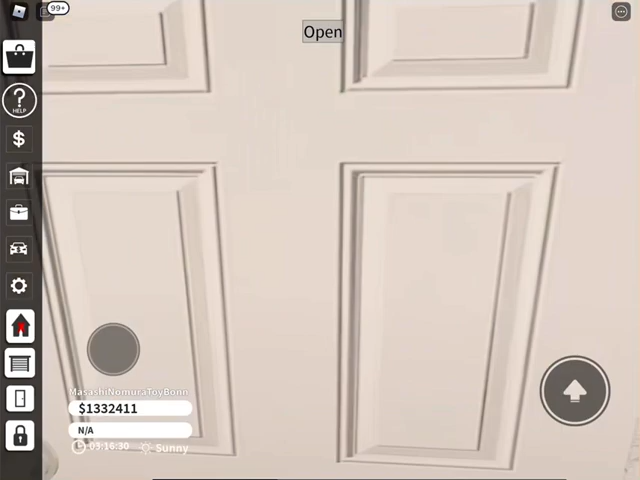 99+
Open
HELP
$
MasashiNomuraToyBonn
$1332411
N/A
03:16:30 Sunny